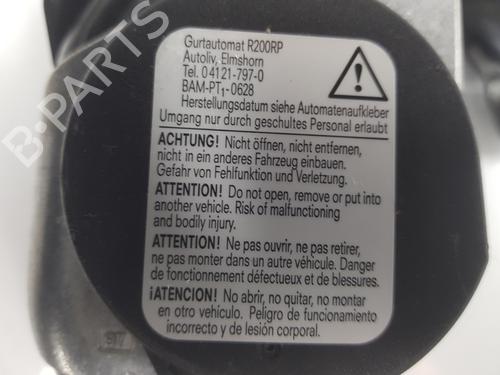 Gurtautomat R200RP
Autoliv, Elmshorn
Tel. 0 4121-797-0
BAM-PT1-0628
Herstellungsdatum siehe Automatenaufkleber
Umgang nur durch geschultes Personal erlaubt
ACHTUNG! Nicht öffnen, nicht entfernen,
nicht in ein anderes Fahrzeug einbauen.
Gefahr von Fehlfunktion und Verletzung.
ATTENTION! Do not open, remove or put into
another vehicle. Risk of malfunctioning
and bodily injury.
ATTENTION! Ne pas ouvrir, ne pas retirer,
ne pas monter dans un autre véhicule. Danger
de fonctionnement défectueux et de blessures.
¡ATENCION! No abrir, no quitar, no montar
en otro vehículo. Peligro de funcionamiento
incorrecto y de lesión corporal.
B-PARTS